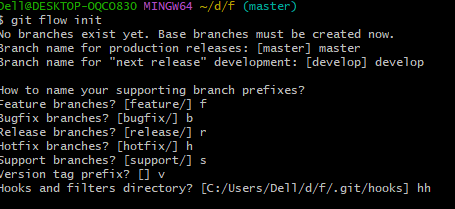 Dell@DESKTOP-OQCO830 MINGW64 ~/d/f (master)
$ git flow init
No branches exist yet. Base branches must be created now.
Branch name for production releases: [master] master
Branch name for "next release" development: [develop] develop
How to name your supporting branch prefixes?
Feature branches? [feature/] f
Bugfix branches? [bugfix/] b
Release branches? [release/] r
Hotfix branches? [hotfix/] h
Support branches? [support/] s
Version tag prefix? [] v
Hooks and filters directory? [C:/Users/Dell/d/f/.git/hooks] hh